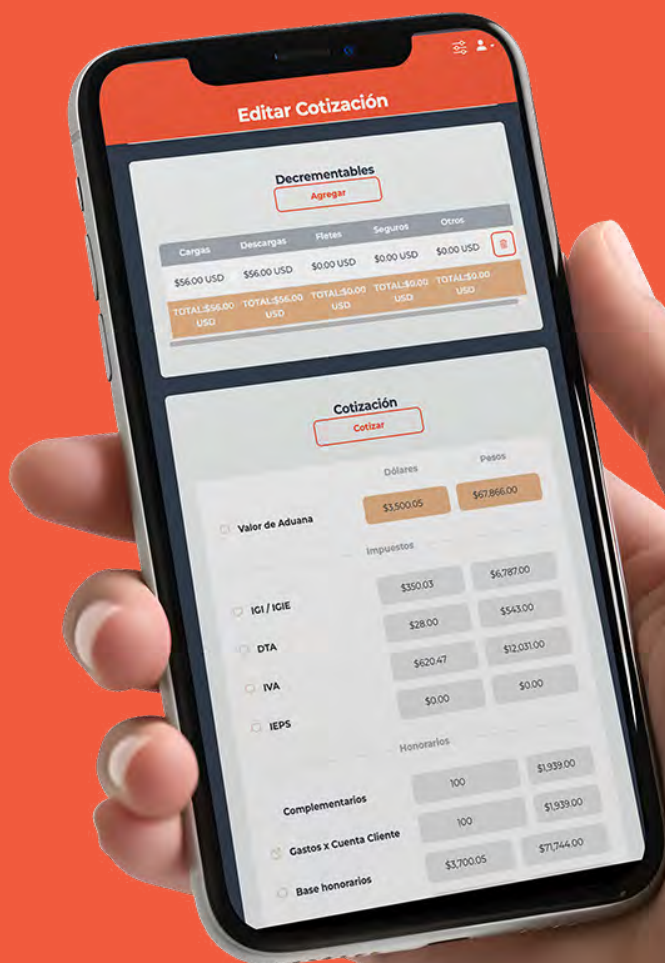 Editar Cotización
Decrementables
Agregar
Cargas Descargas Fletes Seguros Otros
$56.00 USD $56.00 USD $0.00 USD $0.00 USD $0.00 USD
TOTAL:$56.00 TOTAL:$56.00 TOTAL:$0.00 TOTAL:$0.00 TOTAL:$0.00
USD USD USD USD USD
Cotización
Cotizar
Dólares Pesos
Valor de Aduana $3,500.05 $67,866.00
Impuestos
IGI / IGIE $350.03 $6,787.00
DTA $28.00 $543.00
IVA $620.47 $12,031.00
IEPS $0.00 $0.00
Honorarios
Complementarios 100 $1,939.00
Gastos x Cuenta Cliente 100 $1,939.00
Base honorarios $3,700.05 $71,744.00